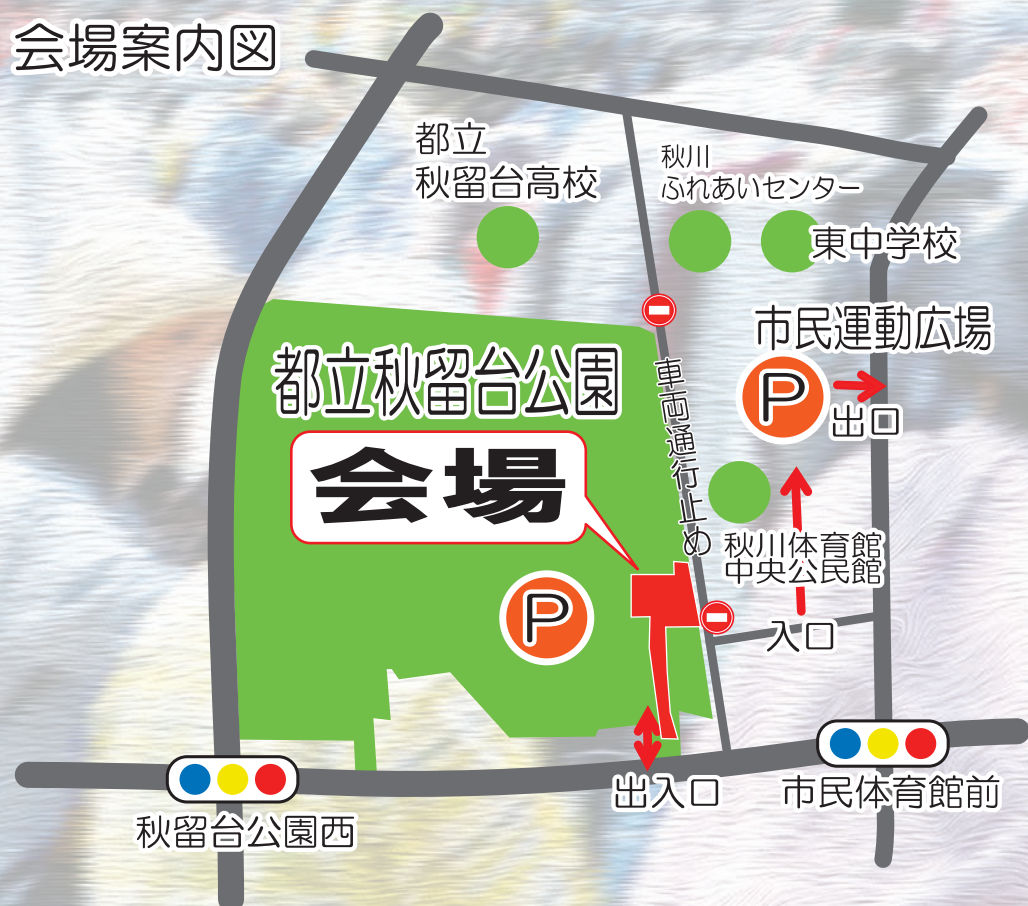 会場案内図
都立
秋留台高校
秋川
ふれあいセンター
東中学校
市民運動広場
都立秋留台公園
P
出口
車両通行止め
会場
秋川体育館
中央公民館
P
入口
出入口
市民体育館前
秋留台公園西